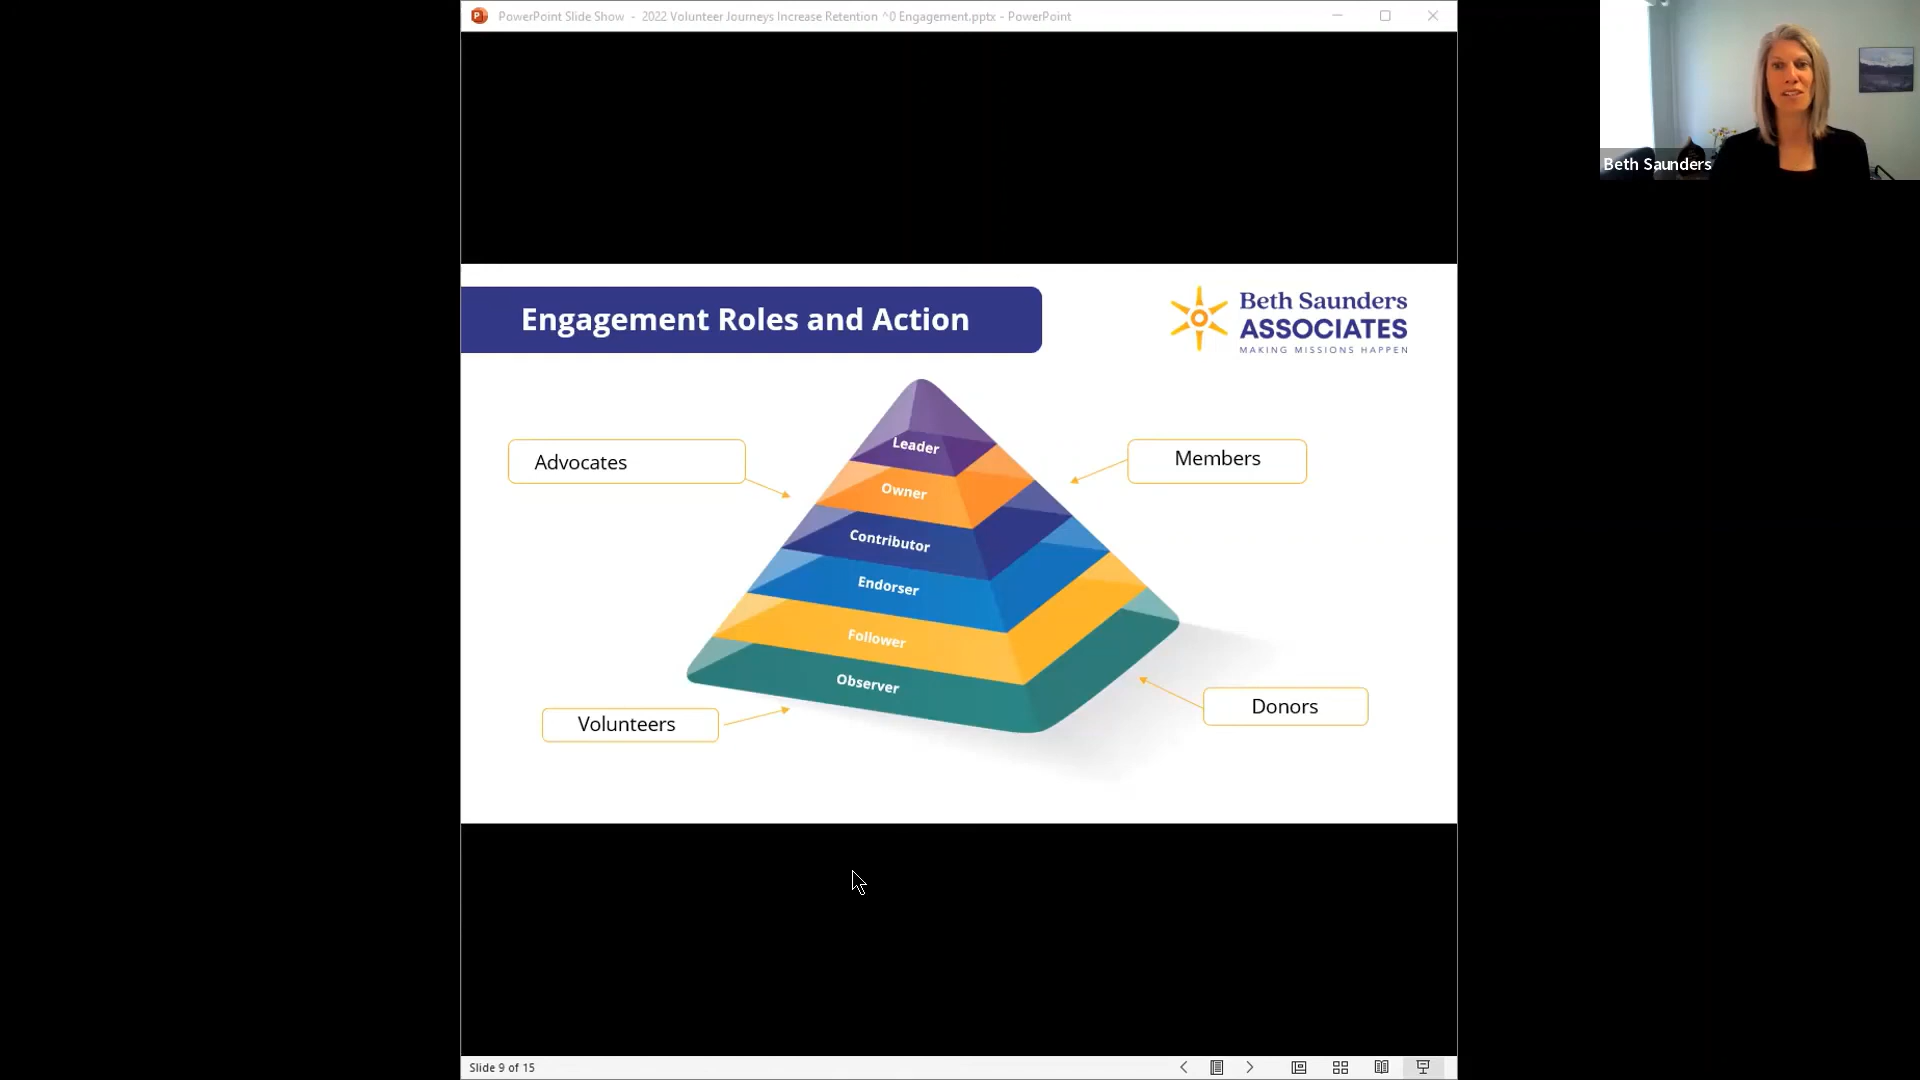 PowerPoint Slide Show - 2022 Volunteer Journeys Increase Retention ^0 Engagement.pptx - PowerPoint
Beth Saunders
Engagement Roles and Action
Beth Saunders
ASSOCIATES
MAKING MISSIONS HAPPEN
Advocates
Members
Leader
Owner
Contributor
Endorser
Follower
Observer
Volunteers
Donors
Slide 9 of 15